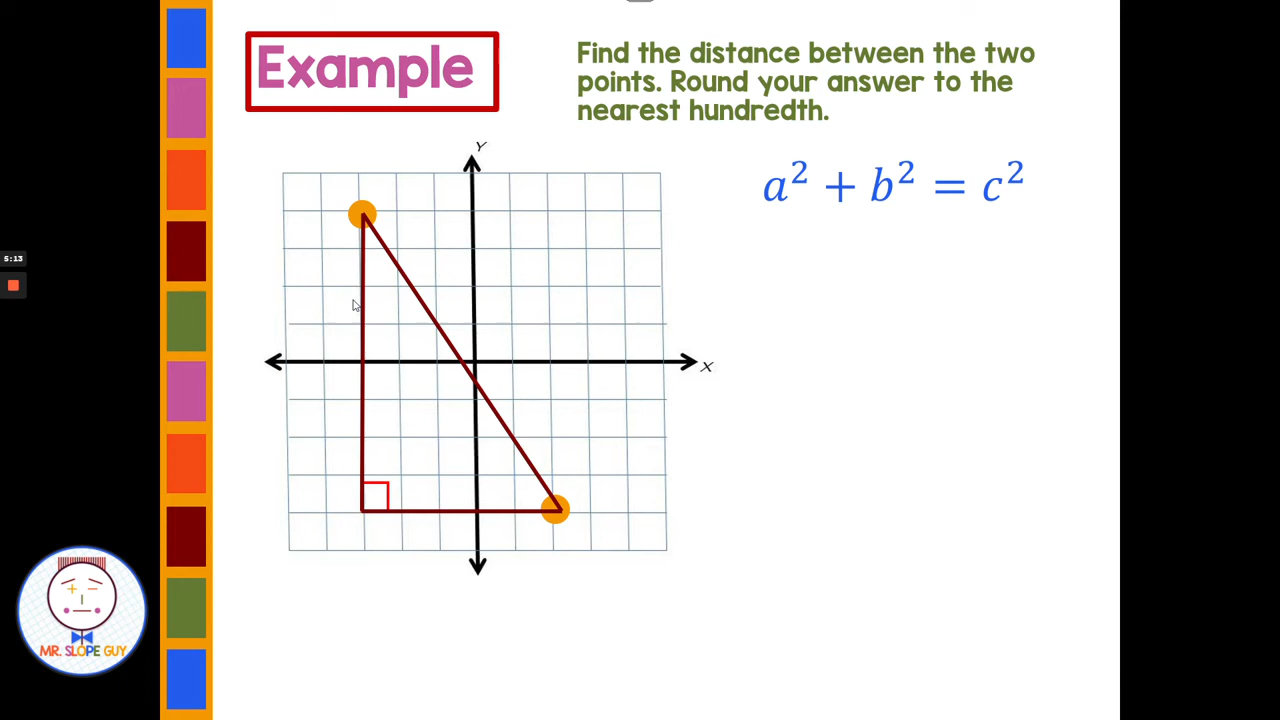 Example
Find the distance between the two
points. Round your answer to the
nearest hundredth.
Y
a² + b² = c²
5:13
X
MR. SLOPE GUY